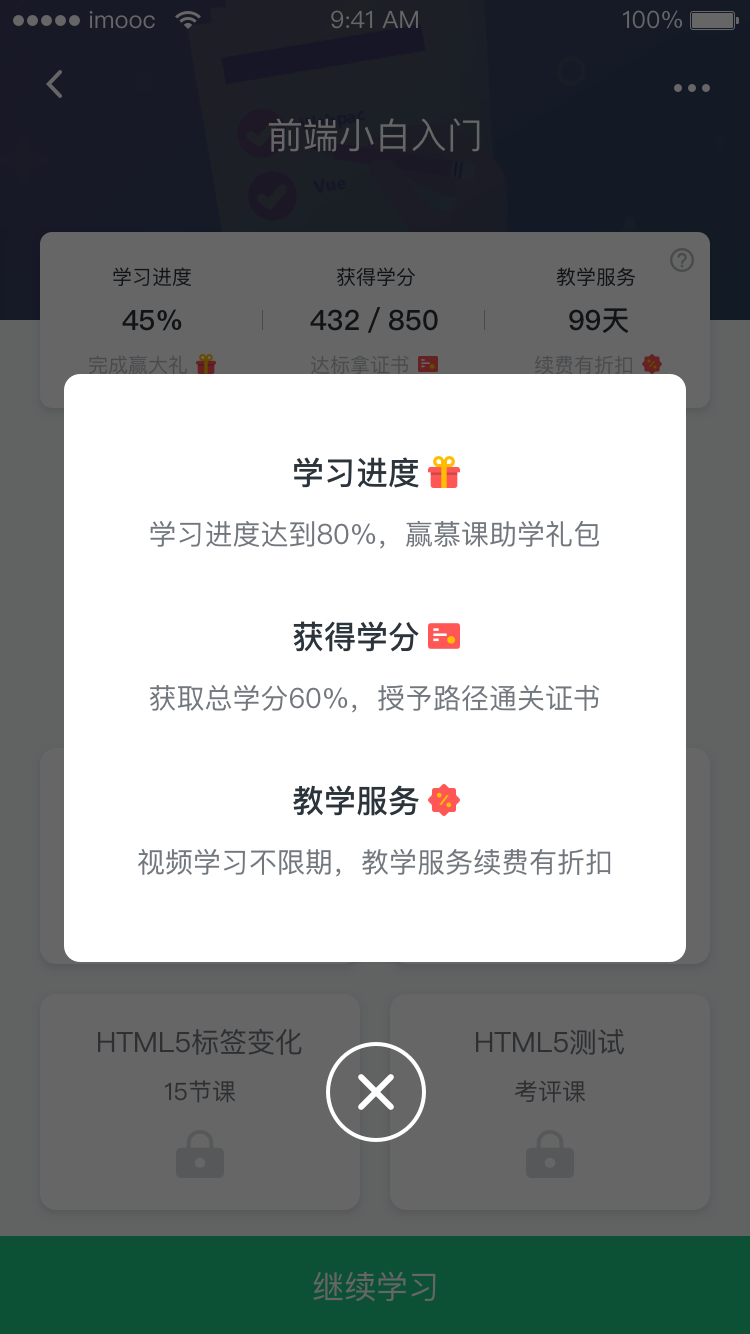 imooc 9:41 AM 100%
前端小白入门
Vue
学习进度 获得学分 教学服务
45% 432 / 850 99天
完成赢大礼 达标拿证书 续费有折扣
学习进度
学习进度达到80%，赢慕课助学礼包
获得学分
获取总学分60%，授予路径通关证书
教学服务
视频学习不限期，教学服务续费有折扣
HTML5标签变化 HTML5测试
15节课 考评课
继续学习